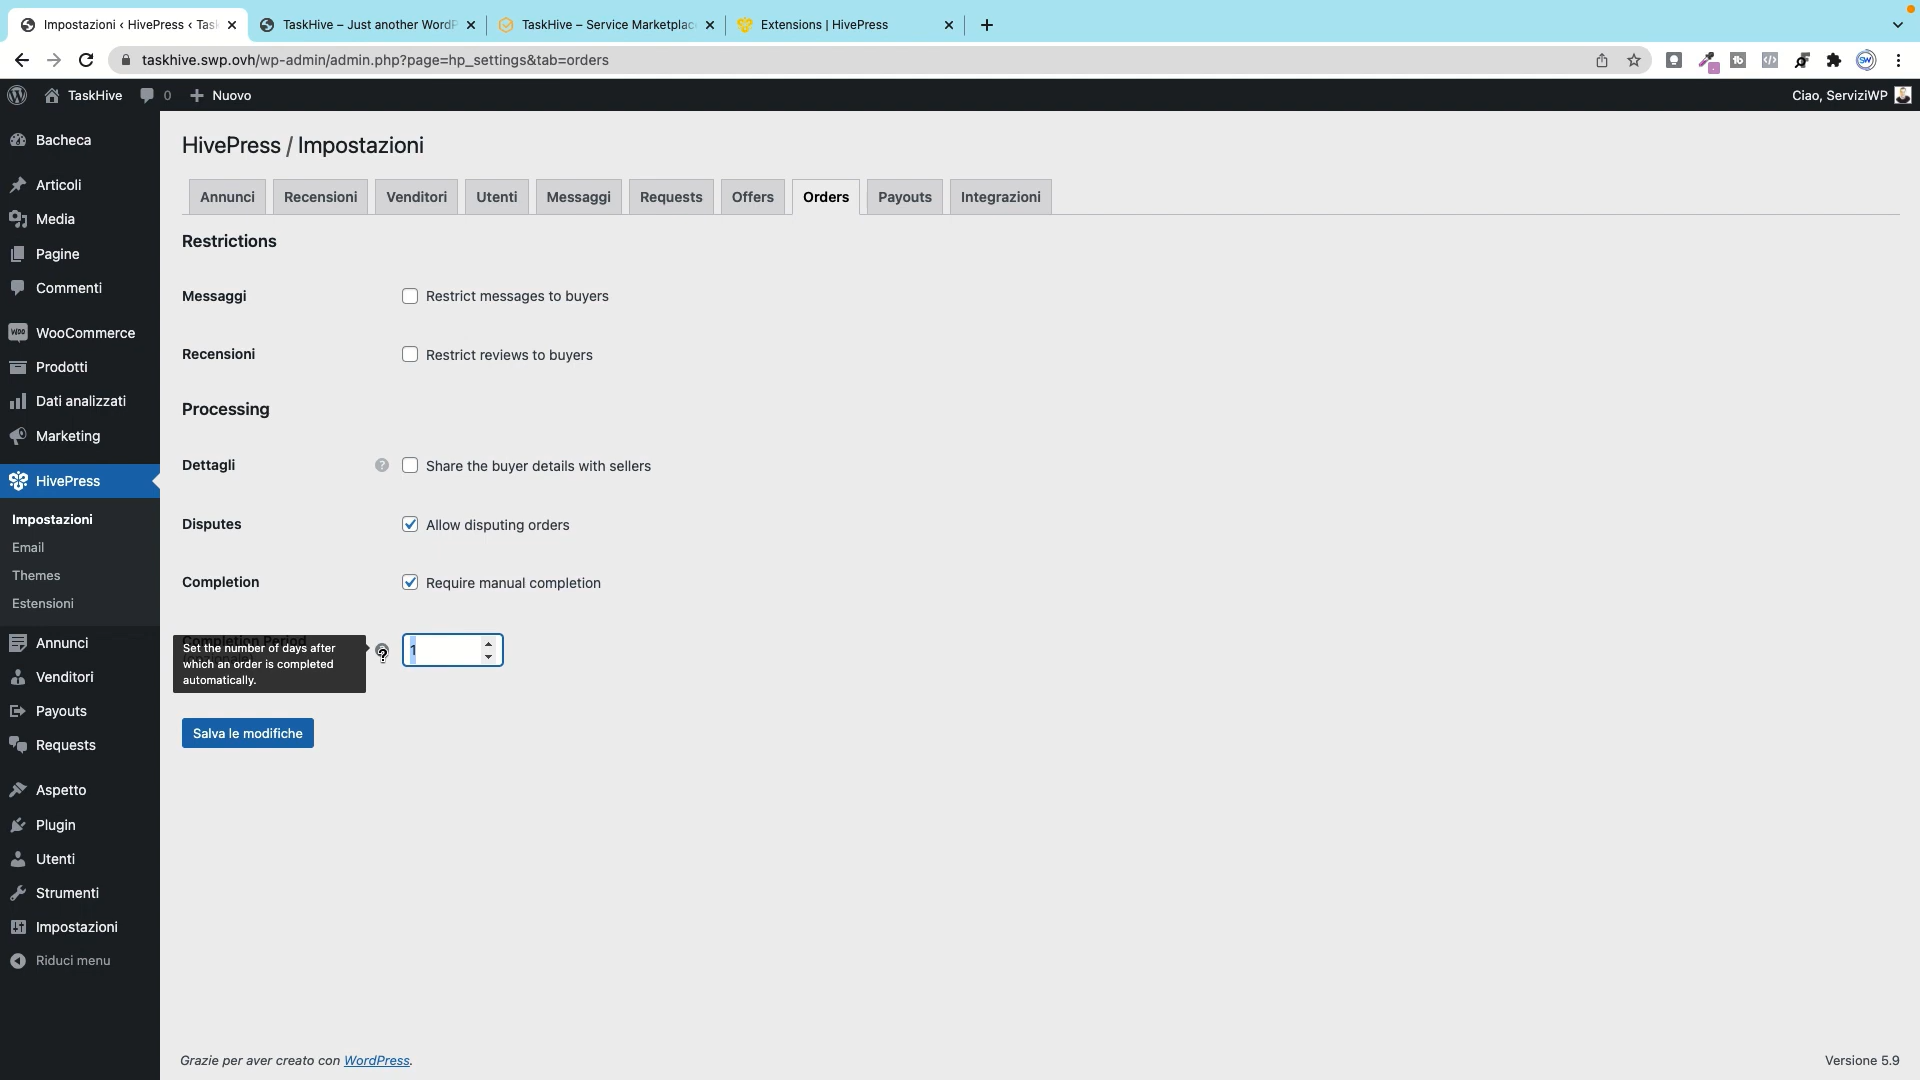 Impostazioni ‹ HivePress ‹ Task
TaskHive – Just another WordP
TaskHive – Service Marketplac
Extensions | HivePress
taskhive.swp.ovh/wp-admin/admin.php?page=hp_settings&tab=orders
TaskHive
0
Nuovo
Ciao, ServiziWP
Bacheca
Articoli
Media
Pagine
Commenti
WooCommerce
Prodotti
Dati analizzati
Marketing
HivePress
Impostazioni
Email
Themes
Estensioni
Annunci
Venditori
Payouts
Requests
Aspetto
Plugin
Utenti
Strumenti
Impostazioni
Riduci menu
HivePress / Impostazioni
Annunci
Recensioni
Venditori
Utenti
Messaggi
Requests
Offers
Orders
Payouts
Integrazioni
Restrictions
Messaggi
Restrict messages to buyers
Recensioni
Restrict reviews to buyers
Processing
Dettagli
?
Share the buyer details with sellers
Disputes
Allow disputing orders
Completion
Require manual completion
Completion Period
Set the number of days after
which an order is completed
automatically.
1
Salva le modifiche
Grazie per aver creato con WordPress.
Versione 5.9